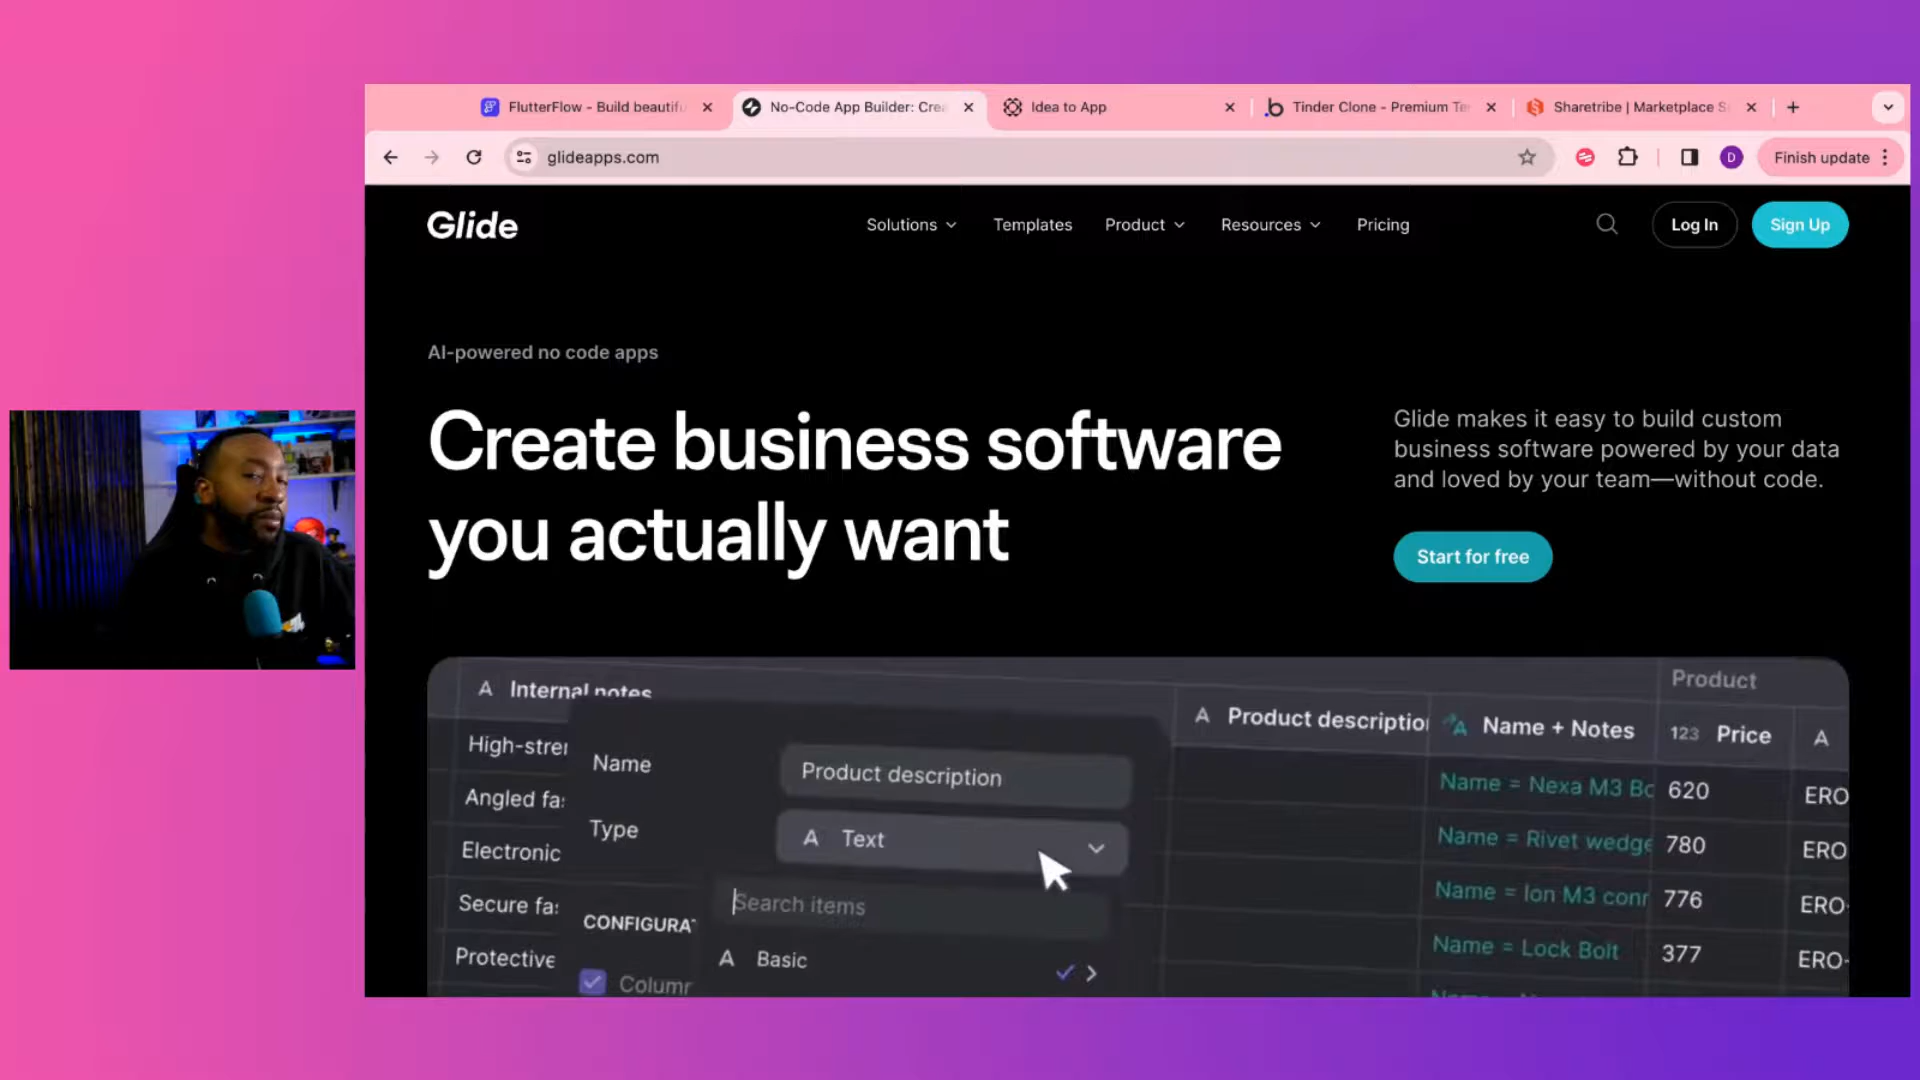 FlutterFlow - Build beautifu
No-Code App Builder: Crea
Idea to App
Tinder Clone - Premium Te
Sharetribe | Marketplace S
glideapps.com
D
Finish update
Glide
Solutions
Templates
Product
Resources
Pricing
Log In
Sign Up
AI-powered no code apps
Create business software
you actually want
Glide makes it easy to build custom
business software powered by your data
and loved by your team—without code.
Start for free
Product
A Internal notes
A Product descriptio
A Name + Notes
123 Price
A
High-stre
Name
Product description
Name = Nexa M3 Bo
620
ERO
Angled fa
Type
A Text
Name = Rivet wedge
780
ERO
Electronic
Search items
Name = Ion M3 conr
776
ERO-
Secure fa
CONFIGURAT
Name = Lock Bolt
377
ERO-
Protective
A Basic
Column